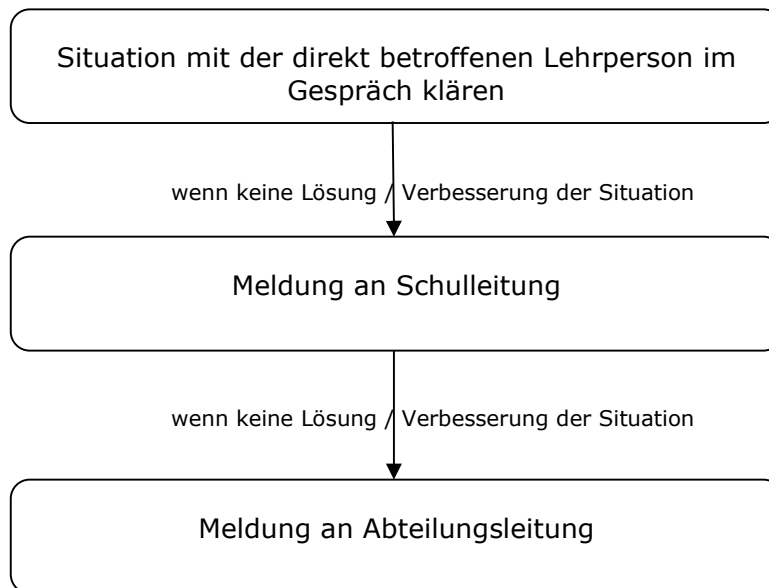 Situation mit der direkt betroffenen Lehrperson im
Gespräch klären
wenn keine Lösung / Verbesserung der Situation
Meldung an Schulleitung
wenn keine Lösung / Verbesserung der Situation
Meldung an Abteilungsleitung